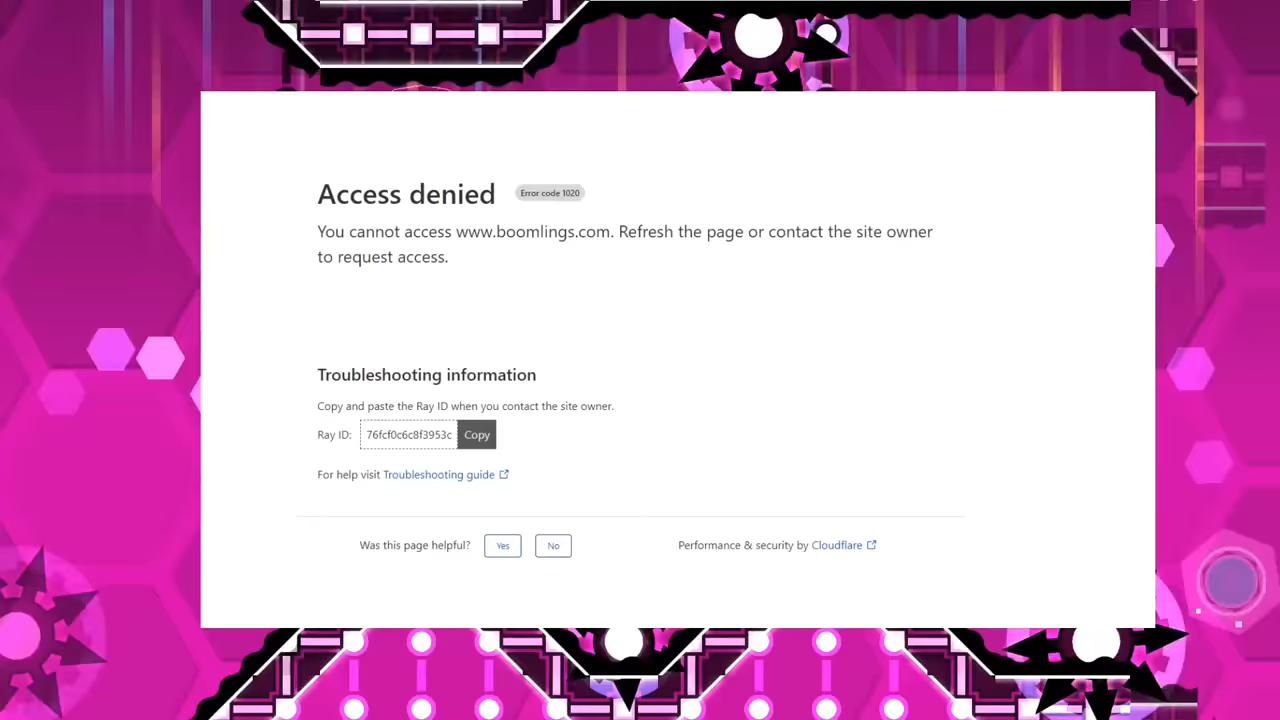 Access denied Error code 1020
You cannot access www.boomlings.com. Refresh the page or contact the site owner
to request access.
Troubleshooting information
Copy and paste the Ray ID when you contact the site owner.
Ray ID: 76fcf0c6c8f3953c Copy
For help visit Troubleshooting guide
Was this page helpful? Yes No Performance & security by Cloudflare